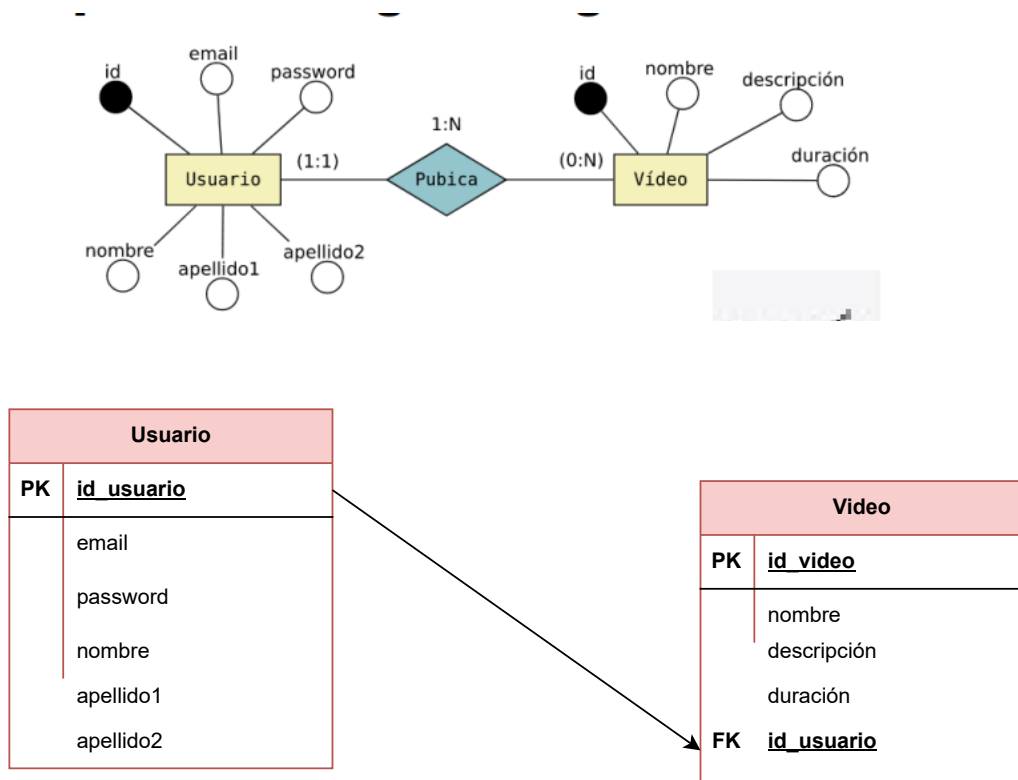 email
id
password
id
nombre
descripción
1:N
duración
(1:1)
(0:N)
Usuario
Pubica
Vídeo
nombre
apellido1
apellido2
Usuario
PK id_usuario
email
password
nombre
apellido1
apellido2
Video
PK id_video
nombre
descripción
duración
FK id_usuario